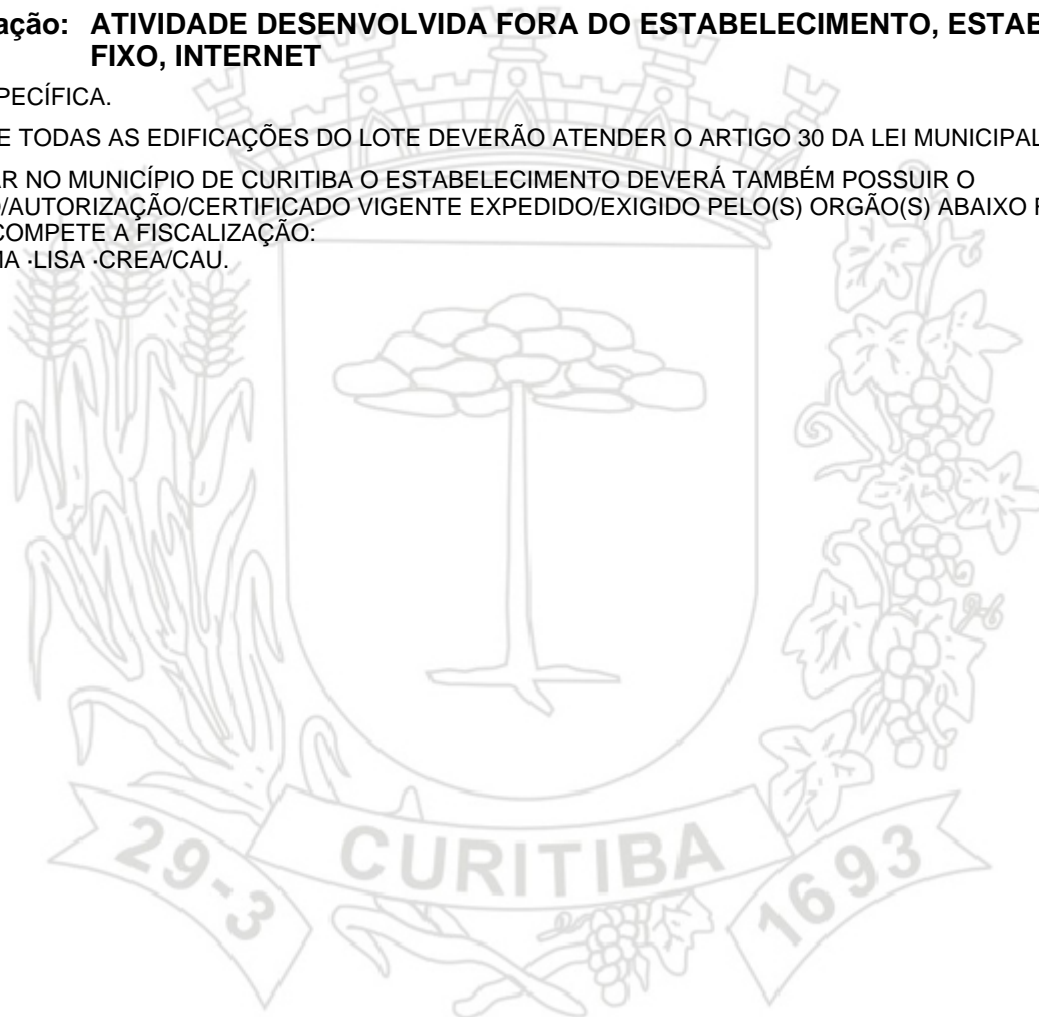 ação: ATIVIDADE DESENVOLVIDA FORA DO ESTABELECIMENTO, ESTAB
FIXO, INTERNET
PECÍFICA.
E TODAS AS EDIFICAÇÕES DO LOTE DEVERÃO ATENDER O ARTIGO 30 DA LEI MUNICIPAL
AR NO MUNICÍPIO DE CURITIBA O ESTABELECIMENTO DEVERÁ TAMBÉM POSSUIR O
O/AUTORIZAÇÃO/CERTIFICADO VIGENTE EXPEDIDO/EXIGIDO PELO(S) ORGÃO(S) ABAIXO
COMPETE A FISCALIZAÇÃO:
MA ·LISA ·CREA/CAU.
29-3 CURITIBA 1693